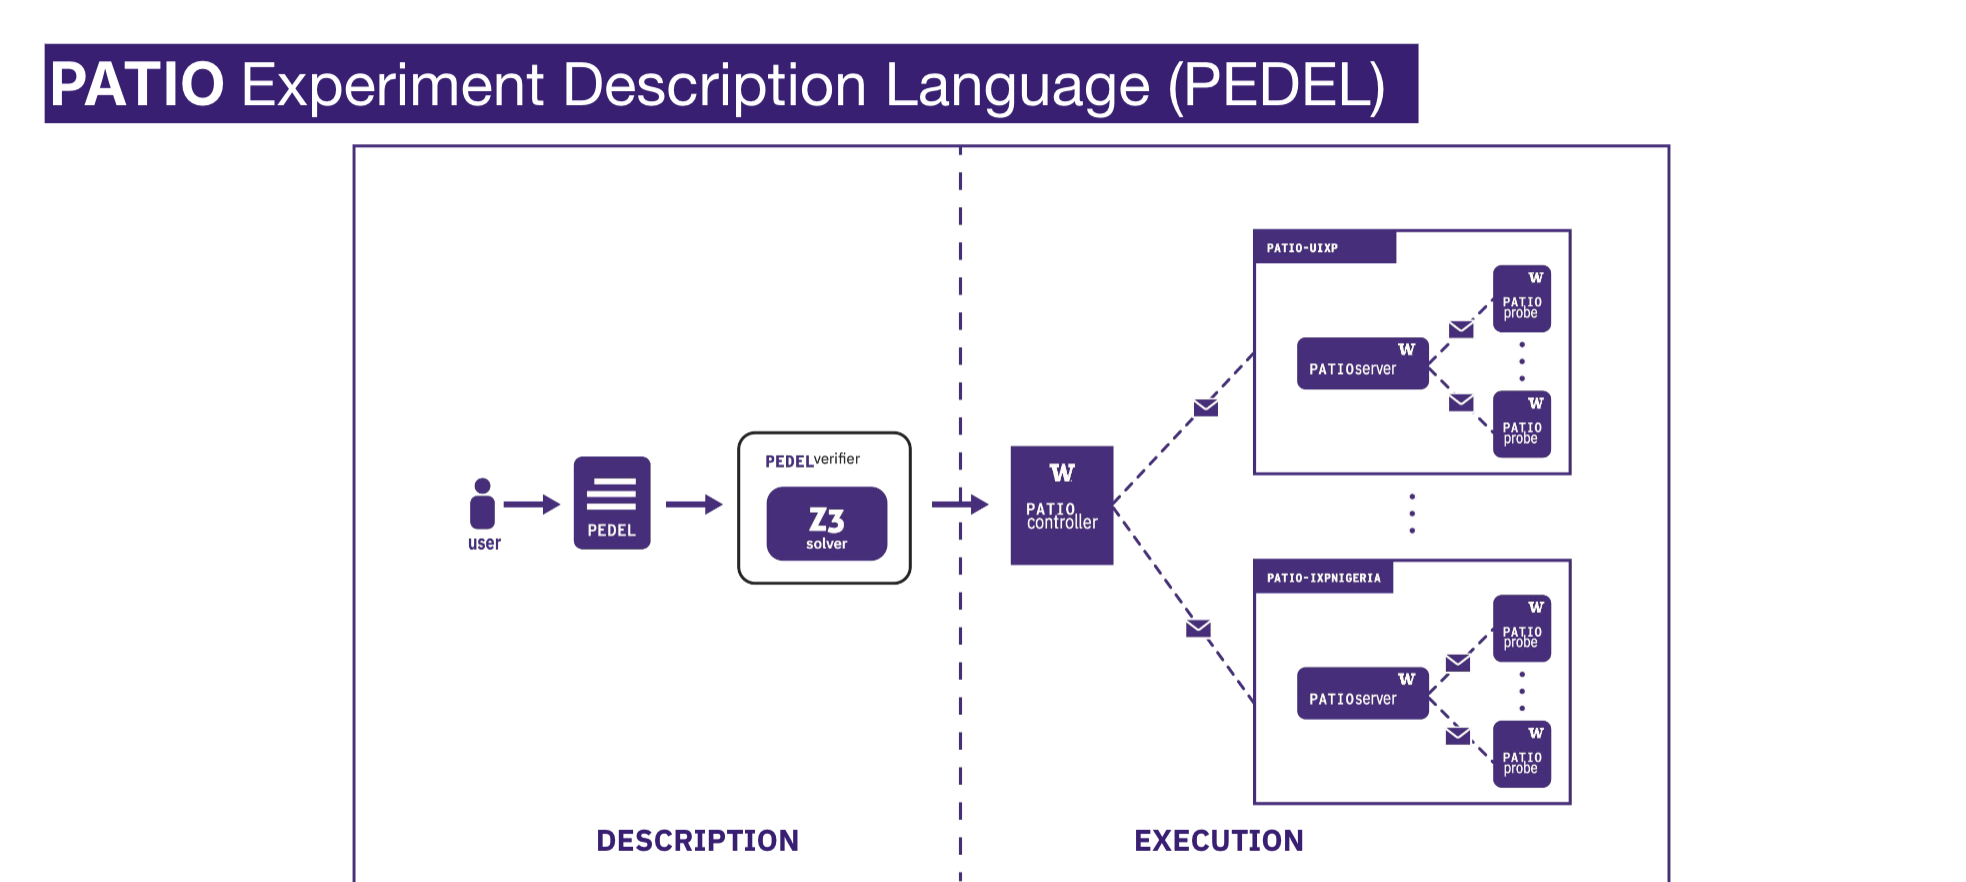 PATIO Experiment Description Language (PEDEL)
user
PEDEL
PEDELverifier
Z3
solver
DESCRIPTION
W
PATIO
controller
PATIO-UIXP
W
PATIOserver
W
PATIO
probe
W
PATIO
probe
PATIO-IXPNIGERIA
W
PATIOserver
W
PATIO
probe
W
PATIO
probe
EXECUTION